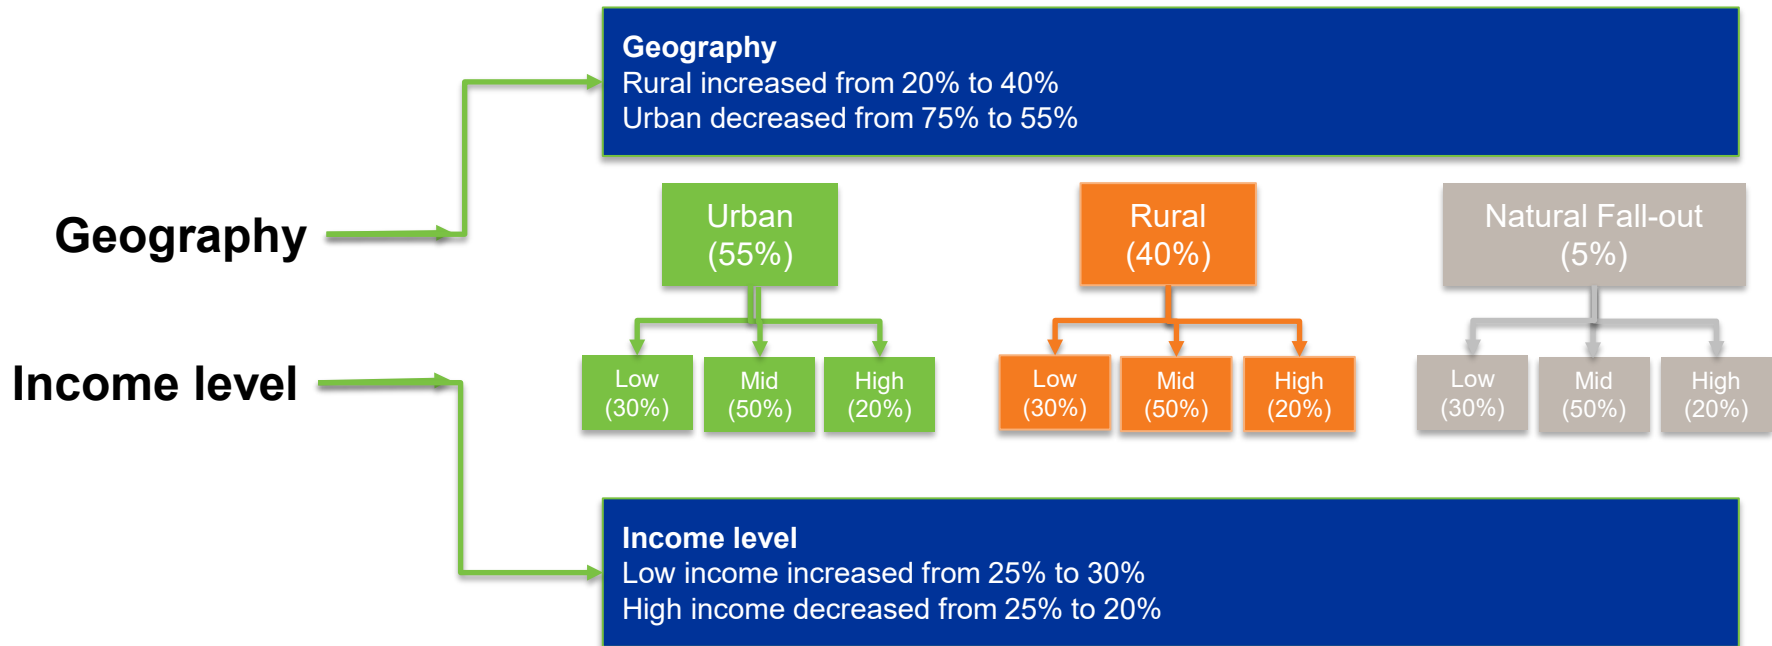 Geography
Rural increased from 20% to 40%
Urban decreased from 75% to 55%
Geography
Urban
(55%)
Rural
(40%)
Natural Fall-out
(5%)
Income level
Low
(30%)
Mid
(50%)
High
(20%)
Low
(30%)
Mid
(50%)
High
(20%)
Low
(30%)
Mid
(50%)
High
(20%)
Income level
Low income increased from 25% to 30%
High income decreased from 25% to 20%